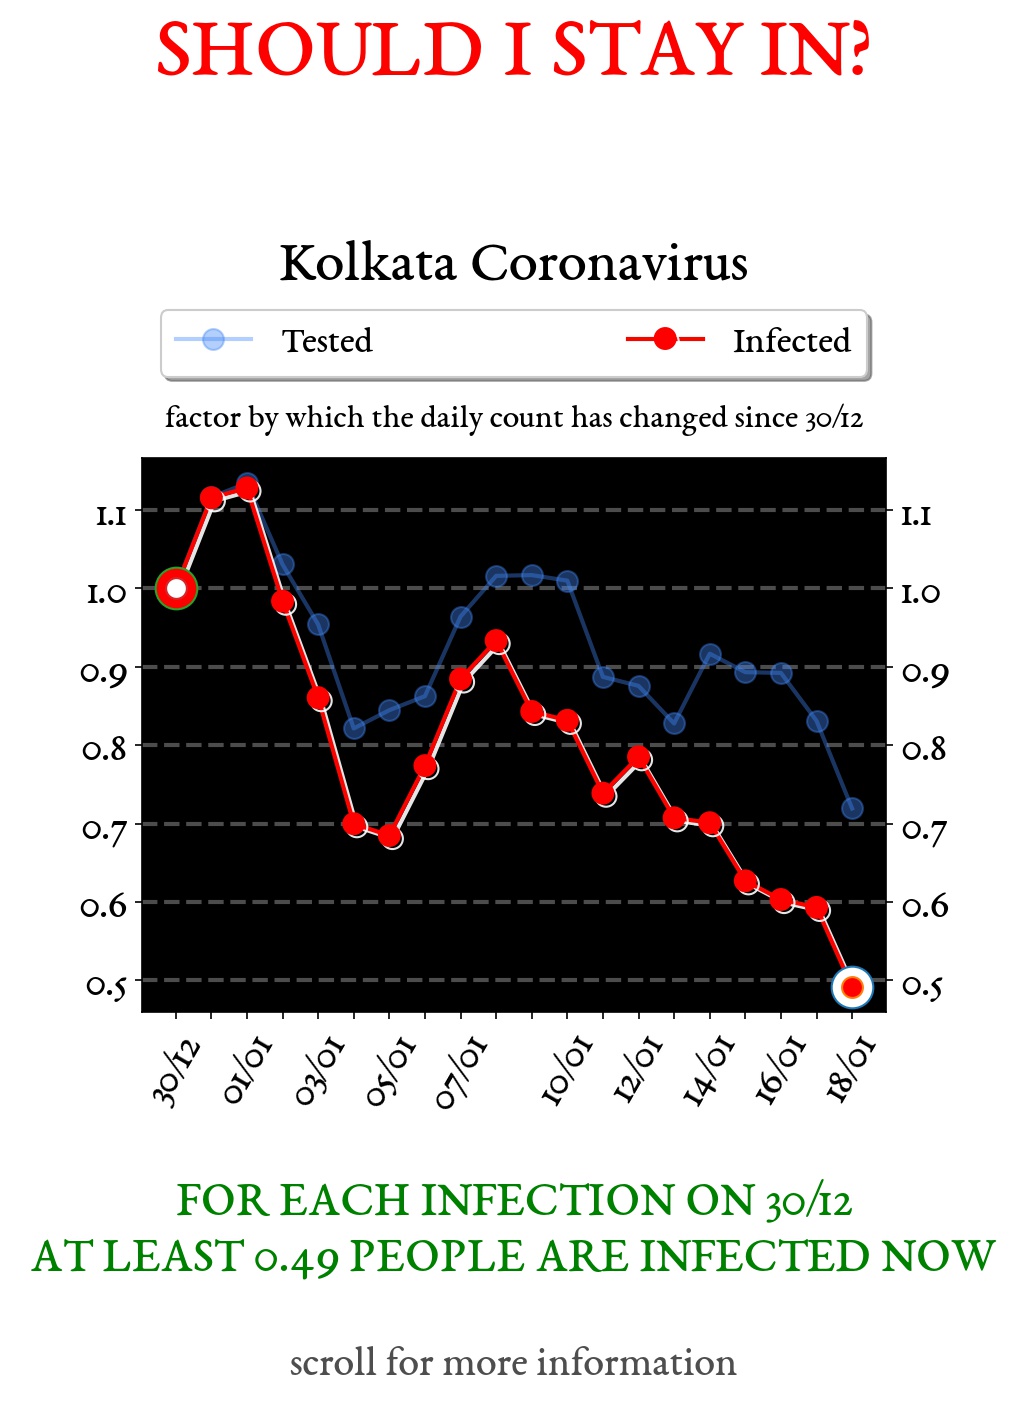 SHOULD I STAY IN?
Kolkata Coronavirus
Tested Infected
factor by which the daily count has changed since 30/12
1.1 1.1
1.0 1.0
0.9 0.9
0.8 0.8
0.7 0.7
0.6 0.6
0.5 0.5
30/12 01/01 03/01 05/01 07/01 10/01 12/01 14/01 16/01 18/01
FOR EACH INFECTION ON 30/12
AT LEAST 0.49 PEOPLE ARE INFECTED NOW
scroll for more information